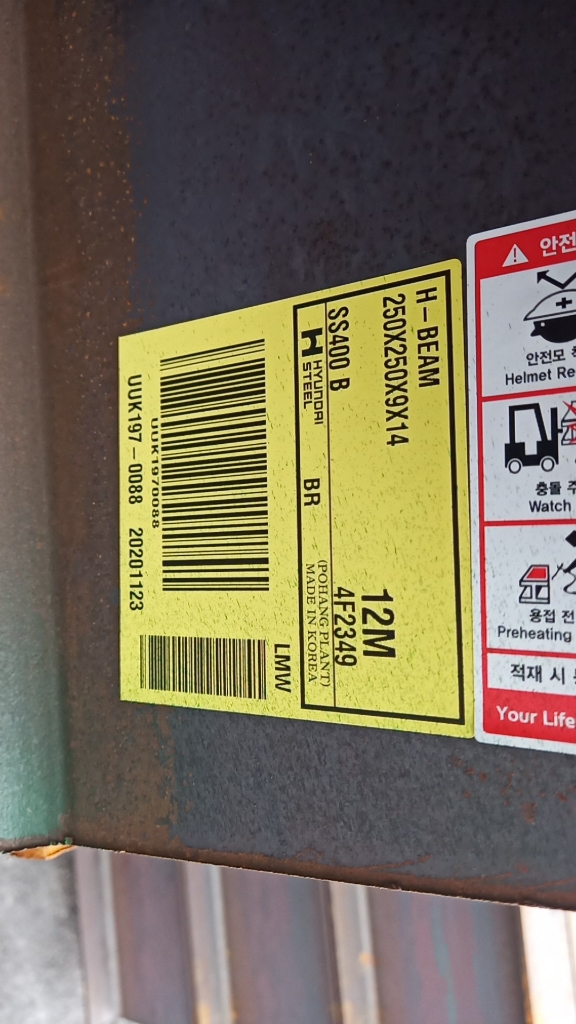 H-BEAM
250X250X9X14
12M
SS400 B
4F2349
HYUNDAI
STEEL
BR
(POHANG PLANT)
MADE IN KOREA
LMW
UUK1970088
UUK197-0088 20201123
안전
안전모
Helmet Re
충돌 주
Watch
용접 전
Preheating
적재 시
Your Life